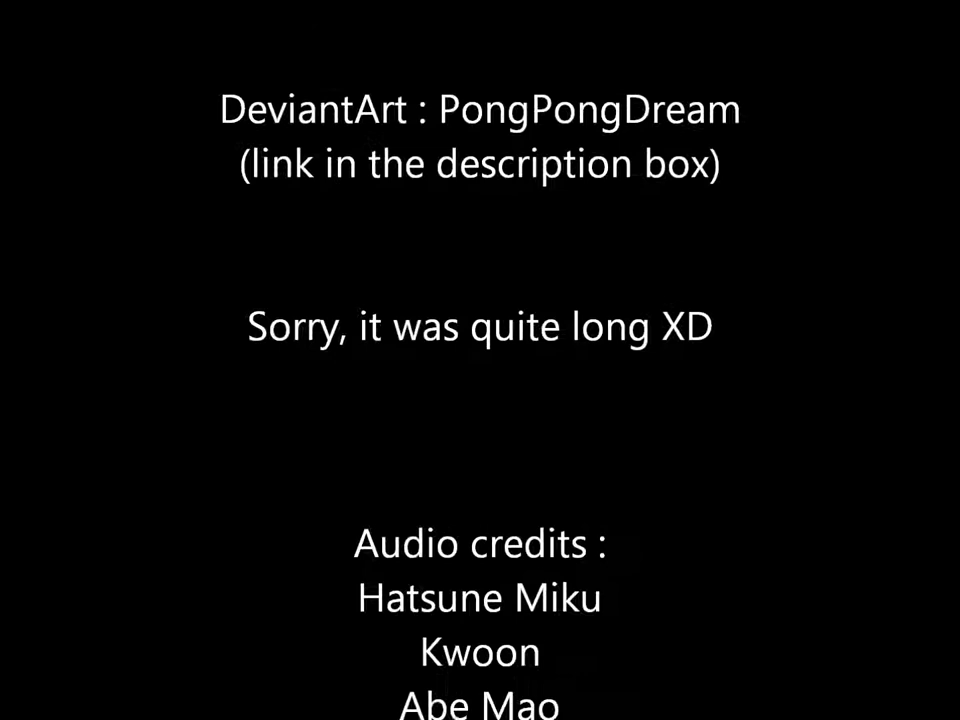 DeviantArt : PongPongDream
(link in the description box)
Sorry, it was quite long XD
Audio credits :
Hatsune Miku
Kwoon
Abe Mao